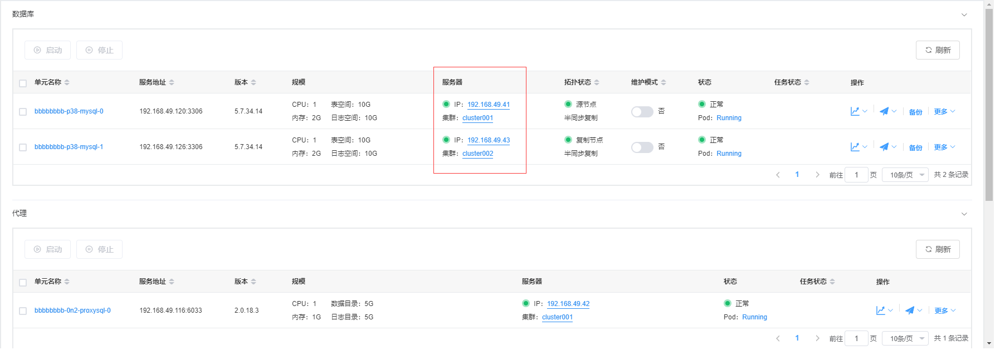 数据库
启动 停止 刷新
单元名称 服务地址 版本 规模 服务器 拓扑状态 维护模式 状态 任务状态 操作
CPU：1 表空间：10G IP：192.168.49.41 源节点 正常
bbbbbbbb-p38-mysql-0 192.168.49.120:3306 5.7.34.14 否 备份 更多
内存：2G 日志空间：10G 集群：cluster001 半同步复制 Pod：Running
CPU：1 表空间：10G IP：192.168.49.43 复制节点 正常
bbbbbbbb-p38-mysql-1 192.168.49.126:3306 5.7.34.14 否 备份 更多
内存：2G 日志空间：10G 集群：cluster002 半同步复制 Pod：Running
1 前往 1 页 10条/页 共 2 条记录
代理
启动 停止 刷新
单元名称 服务地址 版本 规模 服务器 状态 任务状态 操作
CPU：1 数据目录：5G IP：192.168.49.42 正常
bbbbbbbb-0n2-proxysql-0 192.168.49.116:6033 2.0.18.3 更多
内存：1G 日志目录：5G 集群：cluster001 Pod：Running
1 前往 1 页 10条/页 共 1 条记录